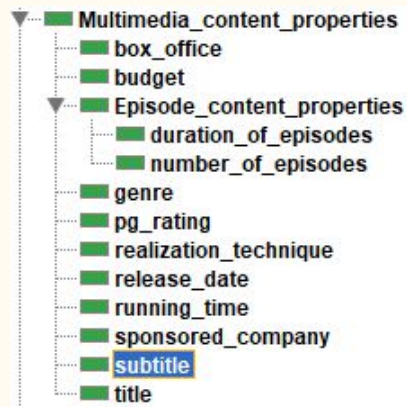 Multimedia_content_properties
box_office
budget
Episode_content_properties
duration_of_episodes
number_of_episodes
genre
pg_rating
realization_technique
release_date
running_time
sponsored_company
subtitle
title